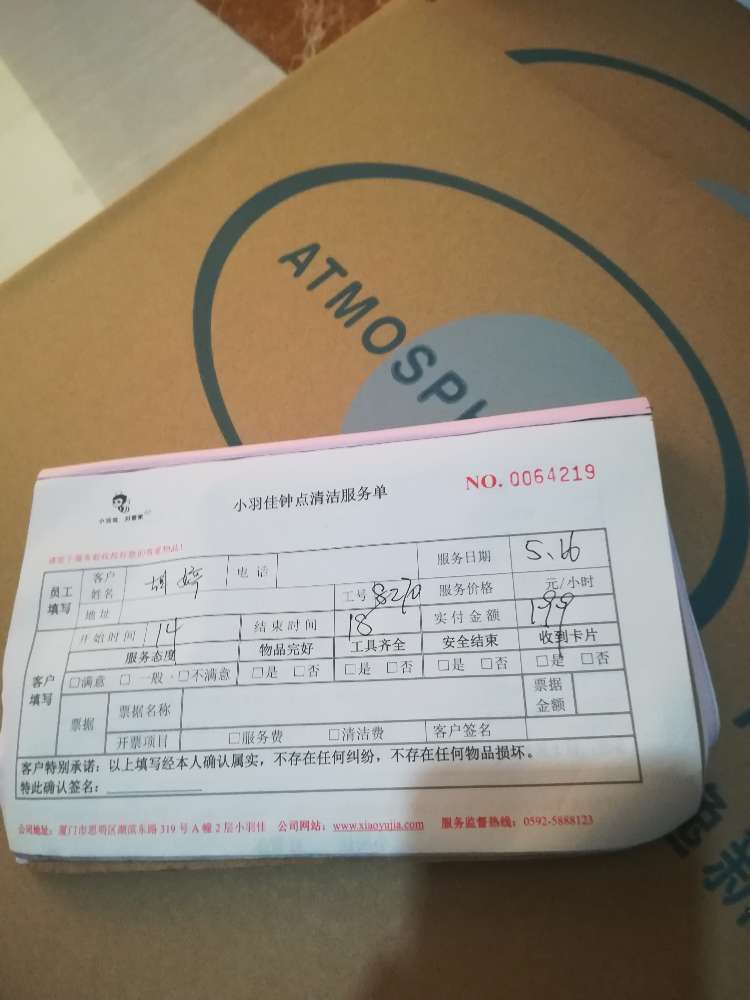 ATMOSPH
小羽佳钟点清洁服务单
NO. 0064219
小羽佳 好管家
员工填写 客户姓名 胡婷 电话 服务日期 5.16
地址 工号 8270 服务价格 元/小时
开始时间 14 结束时间 18 实付金额 199
客户填写 服务态度 物品完好 工具齐全 安全结束 收到卡片
□满意 □一般 □不满意 □是 □否 □是 □否 □是 □否 □是 □否
票据 票据名称 票据金额
开票项目 □服务费 □清洁费 客户签名
客户特别承诺:以上填写经本人确认属实,不存在任何纠纷,不存在任何物品损坏。
特此确认签名:
公司地址:厦门市思明区湖滨东路 319 号 A 幢 2 层小羽佳 公司网站:www.xiaoyujia.com 服务监督热线:0592-5888123